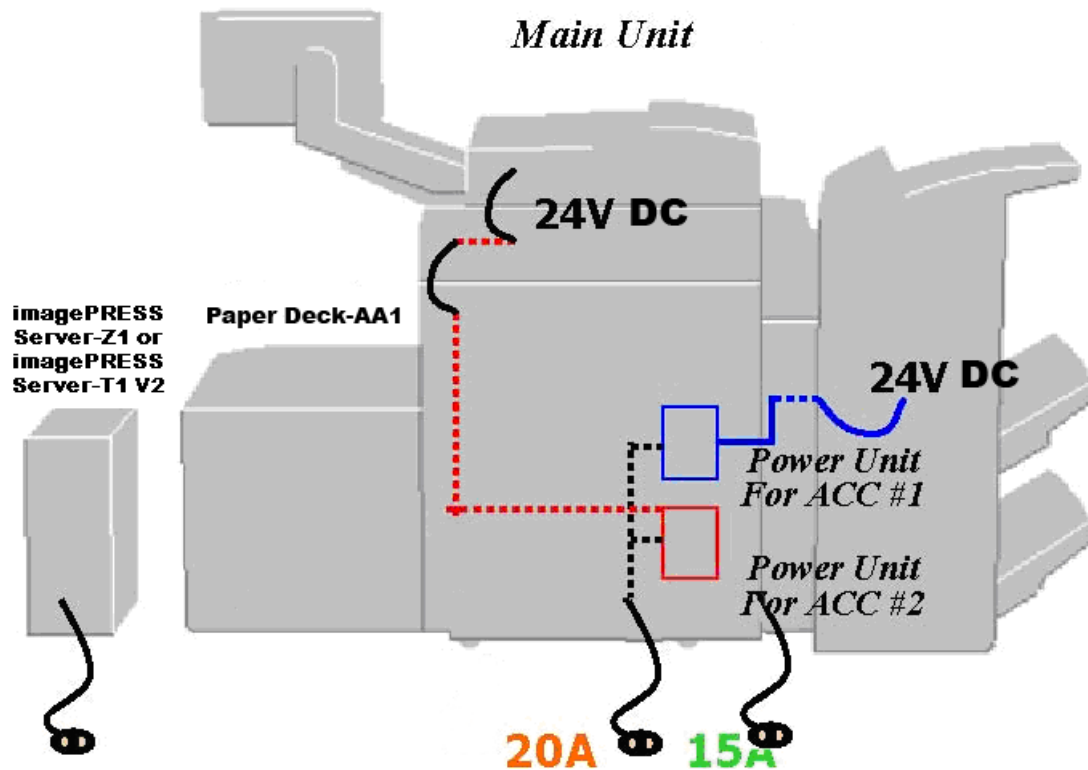 Main Unit
24V DC
imagePRESS
Server-Z1 or
imagePRESS
Server-T1 V2
Paper Deck-AA1
24V DC
Power Unit
For ACC #1
Power Unit
For ACC #2
20A
15A